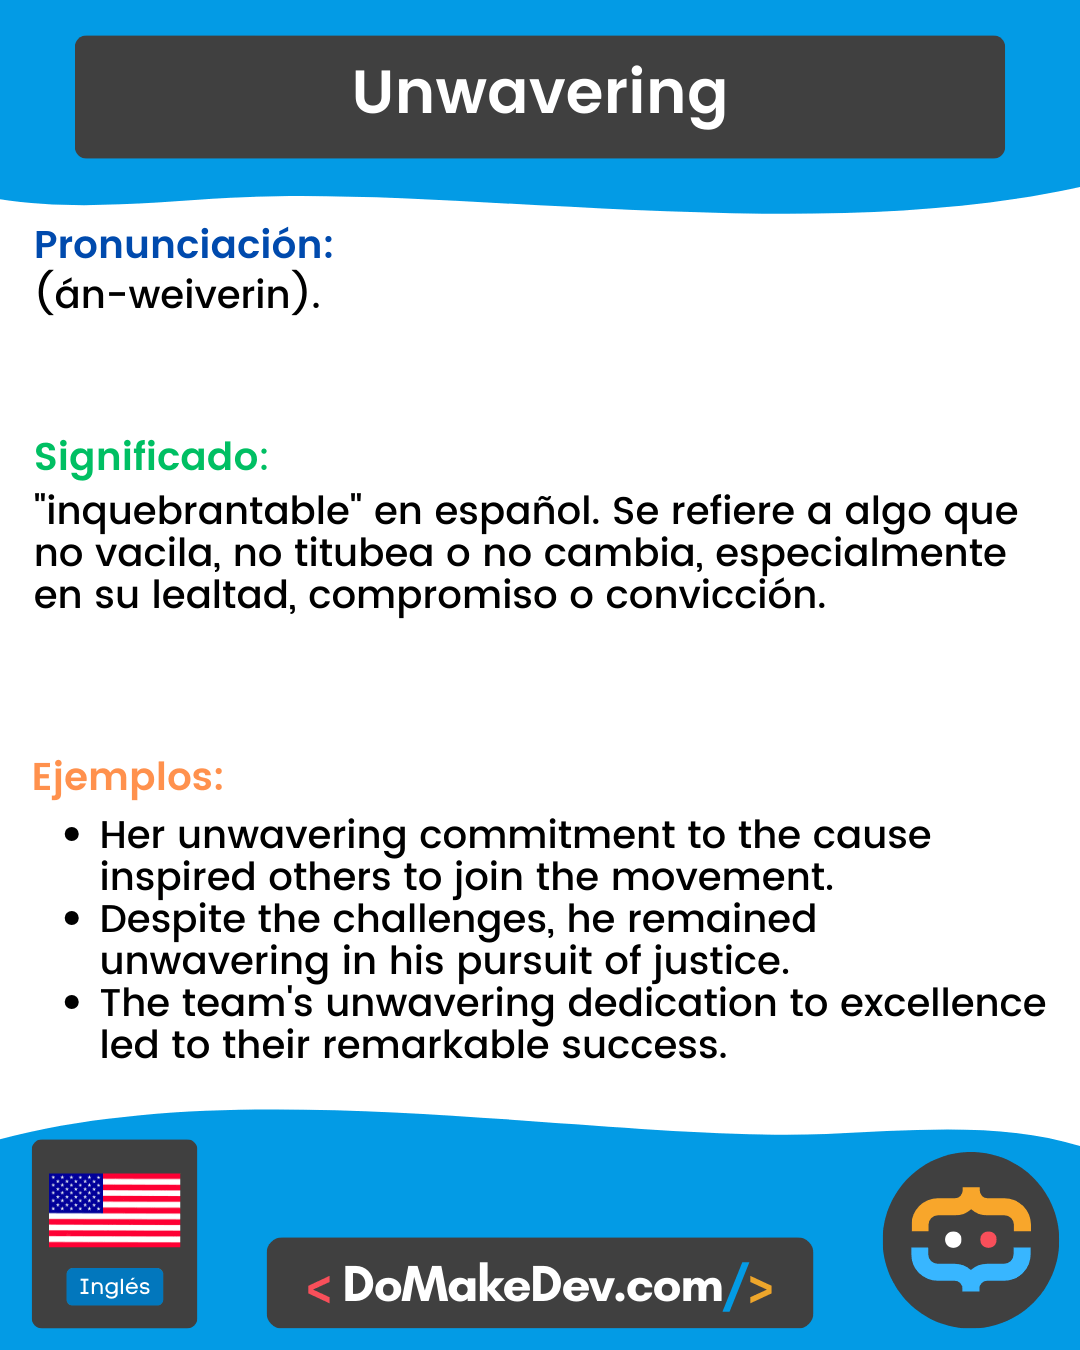 Unwavering
Pronunciación:
(án-weiverin).
Significado:
"inquebrantable" en español. Se refiere a algo que
no vacila, no titubea o no cambia, especialmente
en su lealtad, compromiso o convicción.
Ejemplos:
• Her unwavering commitment to the cause
inspired others to join the movement.
• Despite the challenges, he remained
unwavering in his pursuit of justice.
• The team's unwavering dedication to excellence
led to their remarkable success.
Inglés
< DoMakeDev.com/>